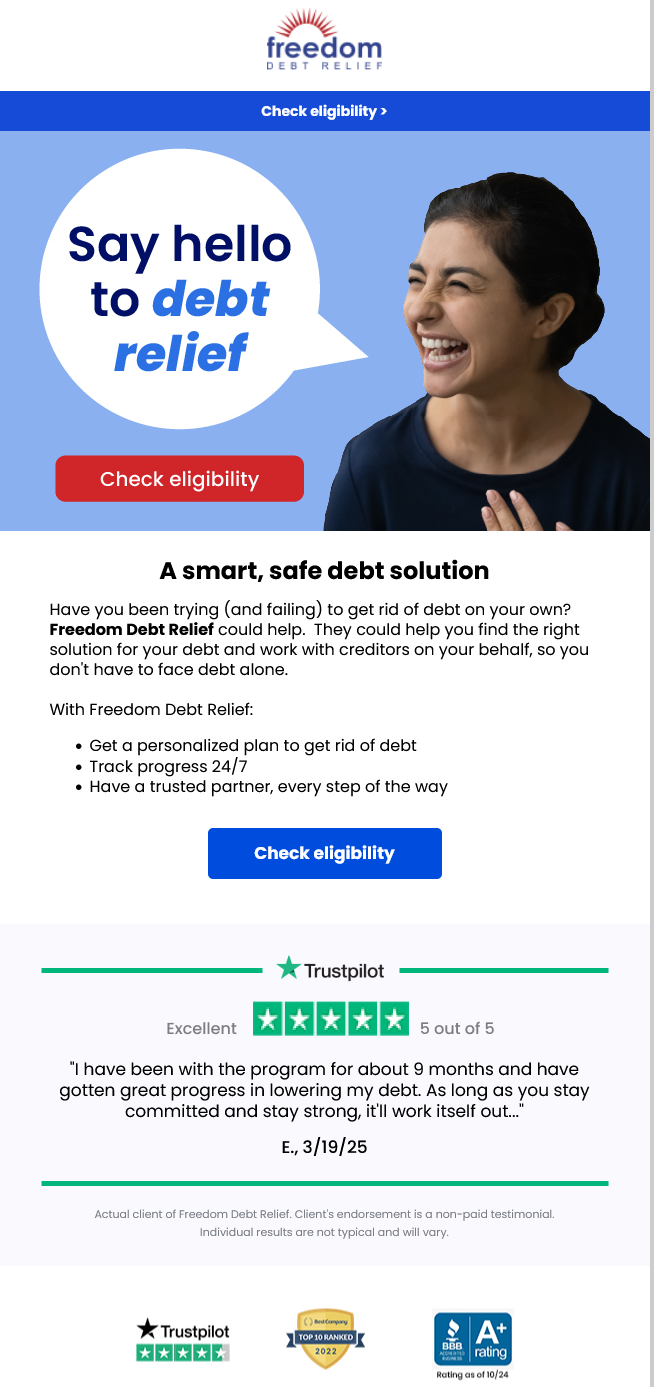 freedom
DEBT RELIEF
Check eligibility >
Say hello
to debt
relief
Check eligibility
A smart, safe debt solution
Have you been trying (and failing) to get rid of debt on your own?
Freedom Debt Relief could help.  They could help you find the right
solution for your debt and work with creditors on your behalf, so you
don't have to face debt alone.
With Freedom Debt Relief:
• Get a personalized plan to get rid of debt
• Track progress 24/7
• Have a trusted partner, every step of the way
Check eligibility
Trustpilot
Excellent 5 out of 5
"I have been with the program for about 9 months and have
gotten great progress in lowering my debt. As long as you stay
committed and stay strong, it'll work itself out..."
E., 3/19/25
Actual client of Freedom Debt Relief. Client's endorsement is a non-paid testimonial.
Individual results are not typical and will vary.
Trustpilot
BestCompany
TOP 10 RANKED
2022
BBB
ACCREDITED
BUSINESS
A+
rating
Rating as of 10/24